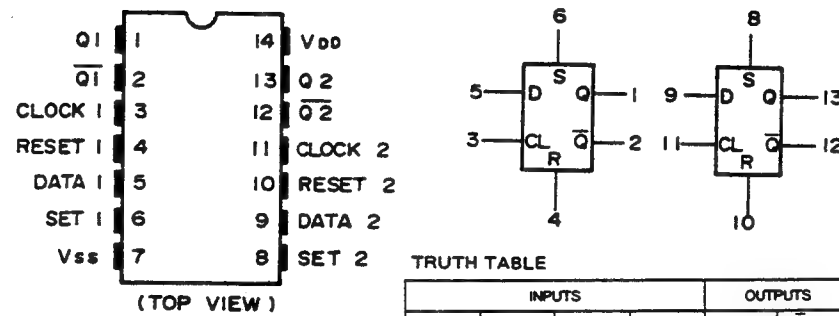 Q1 1 14 VDD
Q1 2 13 Q2
CLOCK 1 3 12 Q2
RESET 1 4 11 CLOCK 2
DATA 1 5 10 RESET 2
SET 1 6 9 DATA 2
Vss 7 8 SET 2
(TOP VIEW)
6
S
5 D Q 1
3 CL Q̅ 2
R
4
8
S
9 D Q 13
11 CL Q̅ 12
R
10
TRUTH TABLE
INPUTS OUTPUTS